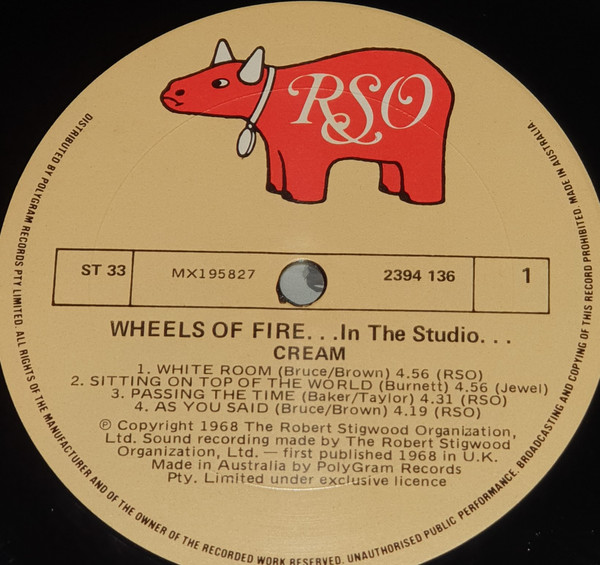 RSO
ST 33
MX195827
2394 136
1
WHEELS OF FIRE...In The Studio...
CREAM
1. WHITE ROOM (Bruce/Brown) 4.56 (RSO)
2. SITTING ON TOP OF THE WORLD (Burnett) 4.56 (Jewel)
3. PASSING THE TIME (Baker/Taylor) 4.31 (RSO)
4. AS YOU SAID (Bruce/Brown) 4.19 (RSO)
℗ Copyright 1968 The Robert Stigwood Organization,
Ltd. Sound recording made by The Robert Stigwood
Organization, Ltd. — first published 1968 in U.K.
Made in Australia by PolyGram Records
Pty. Limited under exclusive licence
DISTRIBUTED BY POLYGRAM RECORDS PTY LIMITED. ALL RIGHTS OF THE MANUFACTURER AND OF THE OWNER OF THE RECORDED WORK RESERVED. UNAUTHORISED PUBLIC PERFORMANCE, BROADCASTING AND COPYING OF THIS RECORD PROHIBITED. MADE IN AUSTRALIA.